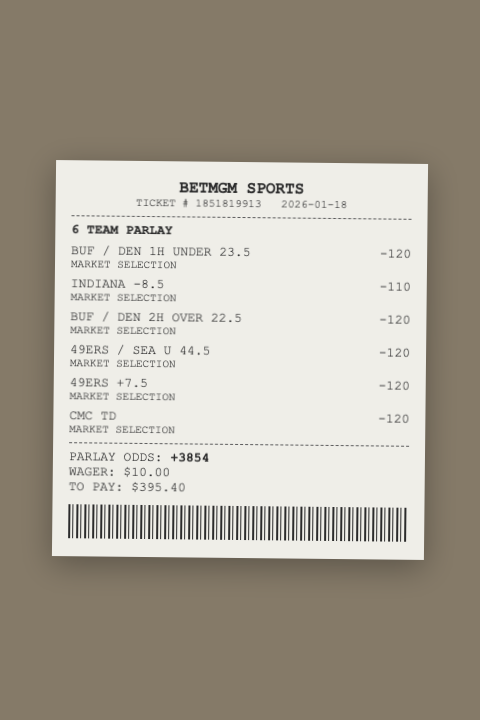 BETMGM SPORTS
TICKET # 1851819913 2026-01-18
6 TEAM PARLAY
BUF / DEN 1H UNDER 23.5 -120
MARKET SELECTION
INDIANA -8.5 -110
MARKET SELECTION
BUF / DEN 2H OVER 22.5 -120
MARKET SELECTION
49ERS / SEA U 44.5 -120
MARKET SELECTION
49ERS +7.5 -120
MARKET SELECTION
CMC TD -120
MARKET SELECTION
PARLAY ODDS: +3854
WAGER: $10.00
TO PAY: $395.40